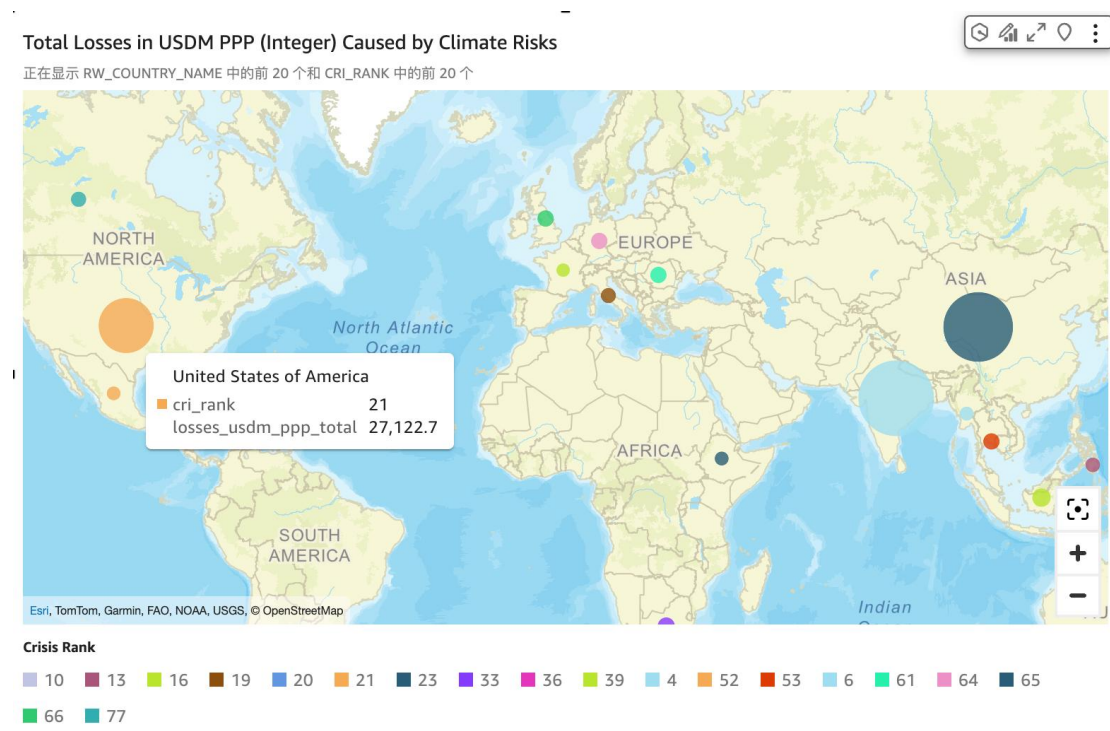 Total Losses in USDM PPP (Integer) Caused by Climate Risks
正在显示 RW_COUNTRY_NAME 中的前 20 个和 CRI_RANK 中的前 20 个
NORTH
AMERICA
EUROPE
ASIA
North Atlantic
Ocean
United States of America
cri_rank 21
losses_usdm_ppp_total 27,122.7
AFRICA
SOUTH
AMERICA
Indian
Esri, TomTom, Garmin, FAO, NOAA, USGS, © OpenStreetMap
Crisis Rank
10 13 16 19 20 21 23 33 36 39 4 52 53 6 61 64 65
66 77